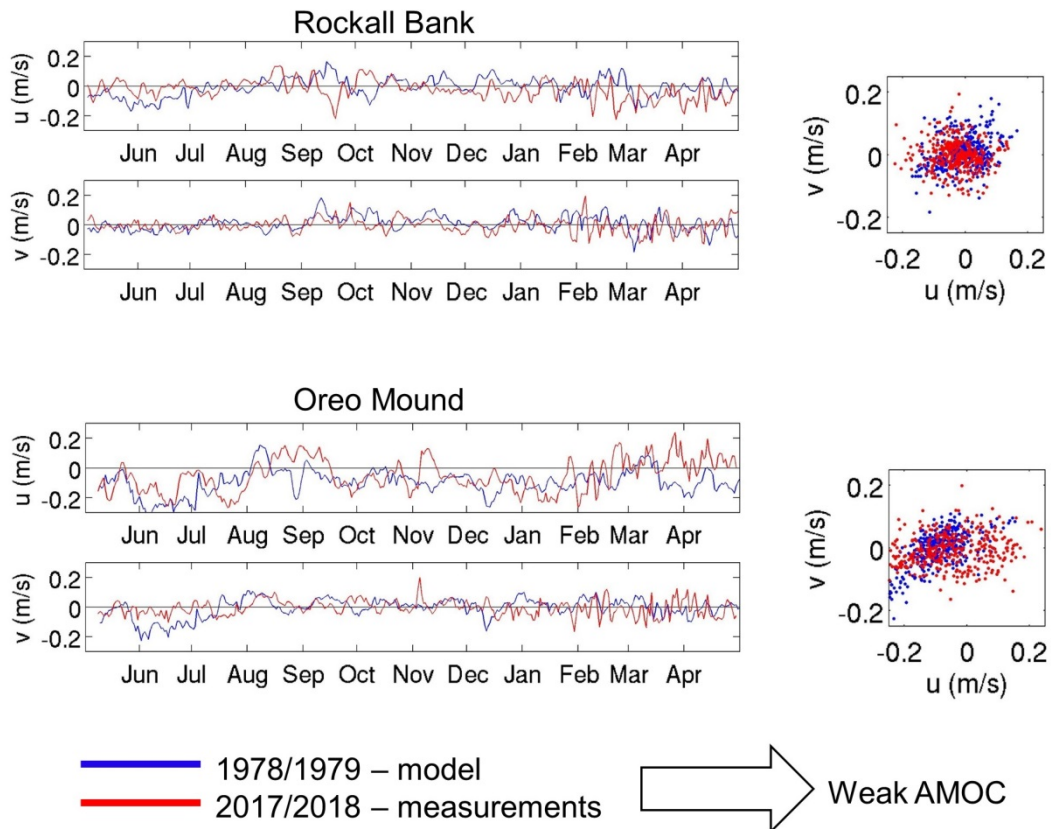 Rockall Bank
u (m/s)
0.2
0
-0.2
Jun Jul Aug Sep Oct Nov Dec Jan Feb Mar Apr
v (m/s)
0.2
0
-0.2
Jun Jul Aug Sep Oct Nov Dec Jan Feb Mar Apr
v (m/s)
0.2
0
-0.2
-0.2 0 0.2
u (m/s)
Oreo Mound
u (m/s)
0.2
0
-0.2
Jun Jul Aug Sep Oct Nov Dec Jan Feb Mar Apr
v (m/s)
0.2
0
-0.2
Jun Jul Aug Sep Oct Nov Dec Jan Feb Mar Apr
v (m/s)
0.2
0
-0.2
-0.2 0 0.2
u (m/s)
1978/1979 – model
2017/2018 – measurements
Weak AMOC